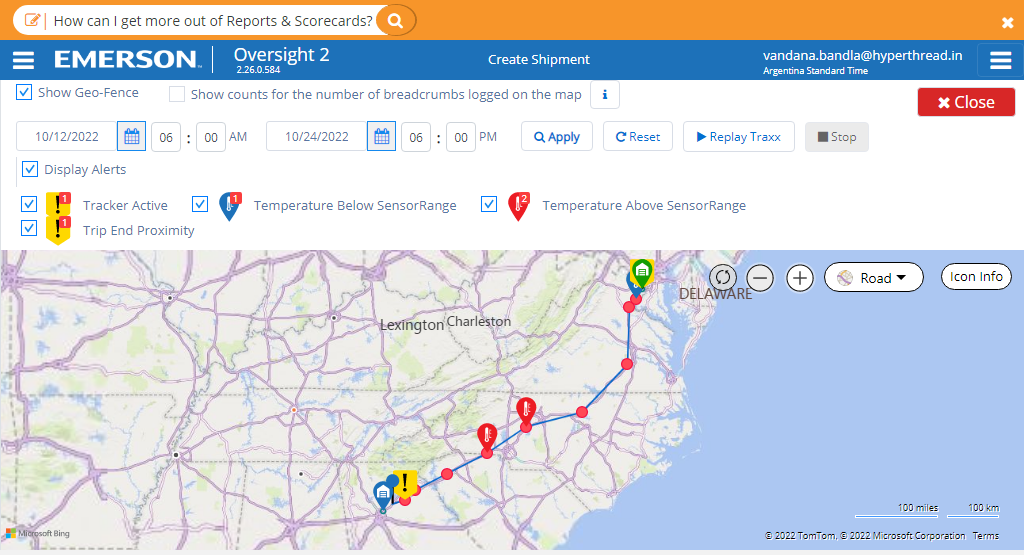 How can I get more out of Reports & Scorecards?
EMERSON Oversight 2
2.26.0.584
Create Shipment
vandana.bandla@hyperthread.in
Argentina Standard Time
Show Geo-Fence
Show counts for the number of breadcrumbs logged on the map
i
Close
10/12/2022 06 : 00 AM 10/24/2022 06 : 00 PM Apply Reset Replay Traxx Stop
Display Alerts
1 Tracker Active 1 Temperature Below SensorRange 2 Temperature Above SensorRange
1 Trip End Proximity
Road
Icon Info
DELAWARE
Lexington
Charleston
100 miles 100 km
Microsoft Bing
© 2022 TomTom, © 2022 Microsoft Corporation Terms